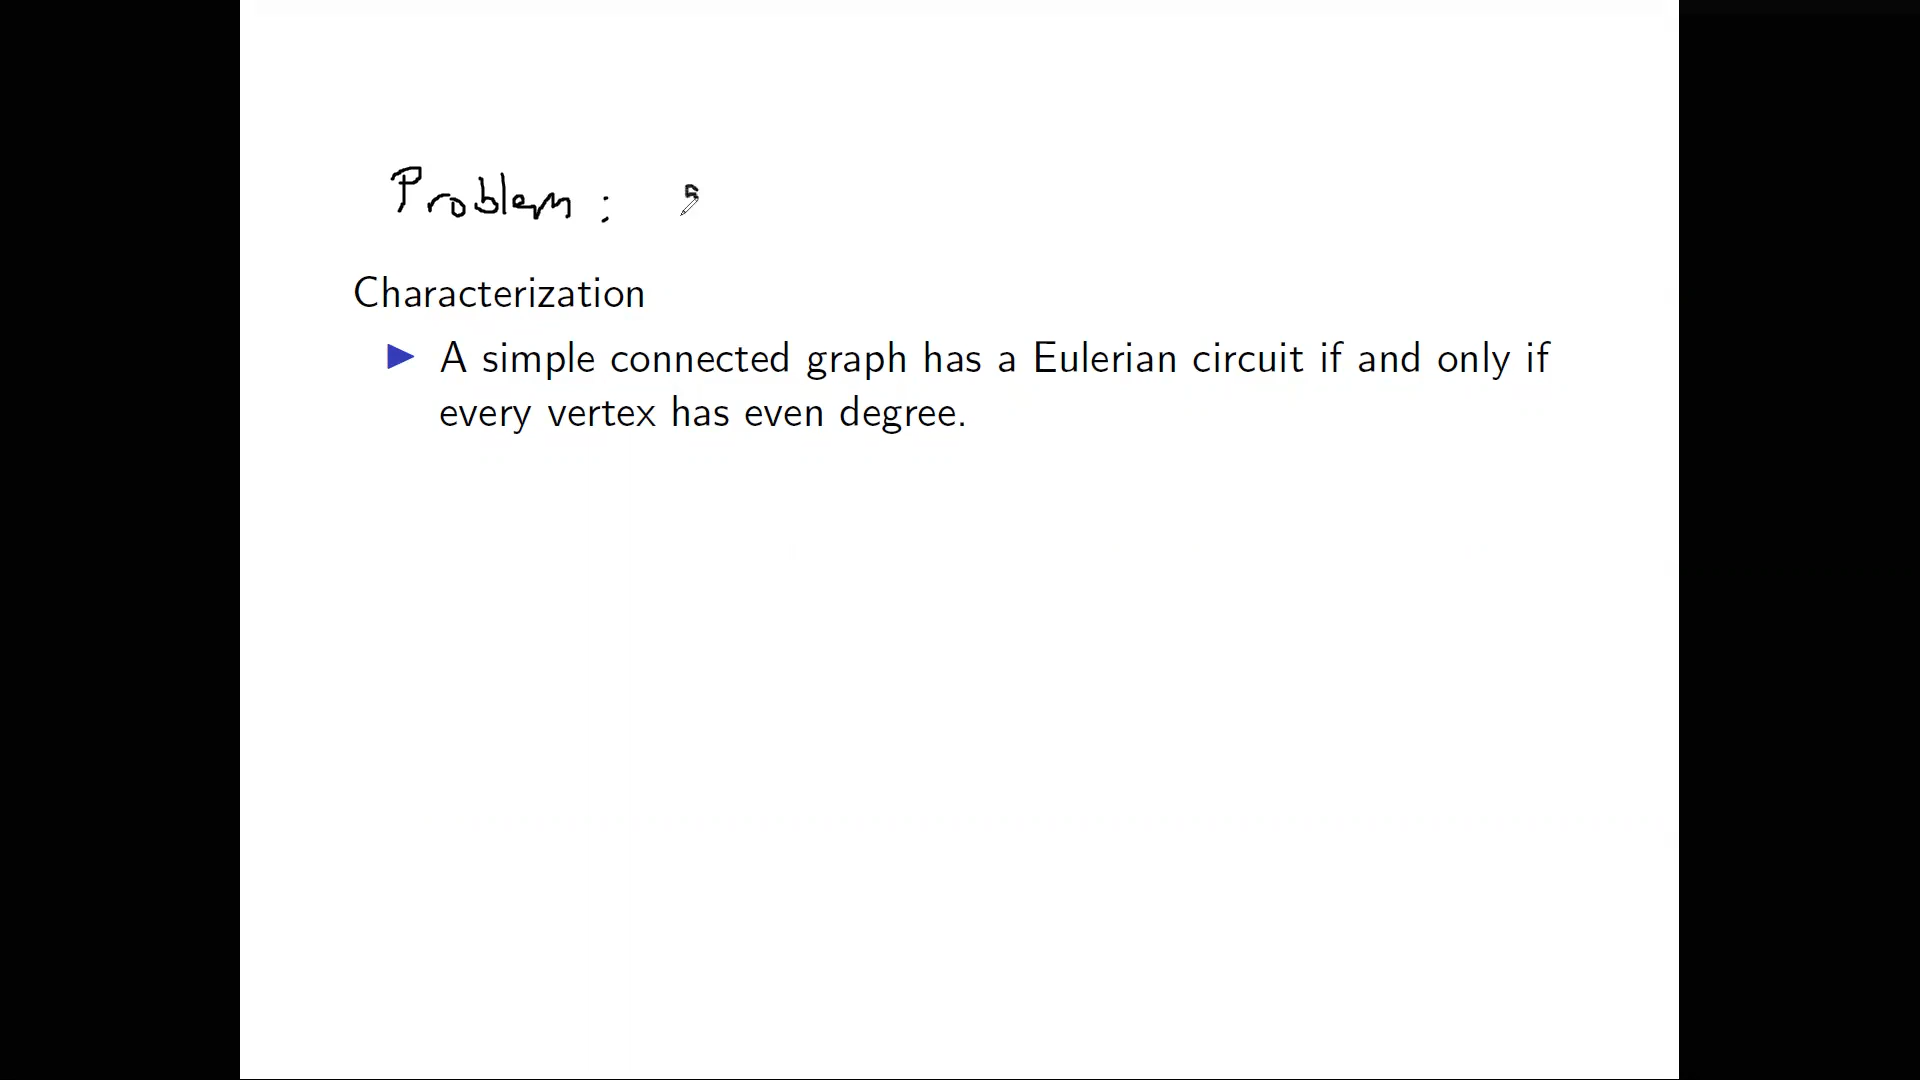 Problem :
Characterization
A simple connected graph has a Eulerian circuit if and only if
every vertex has even degree.